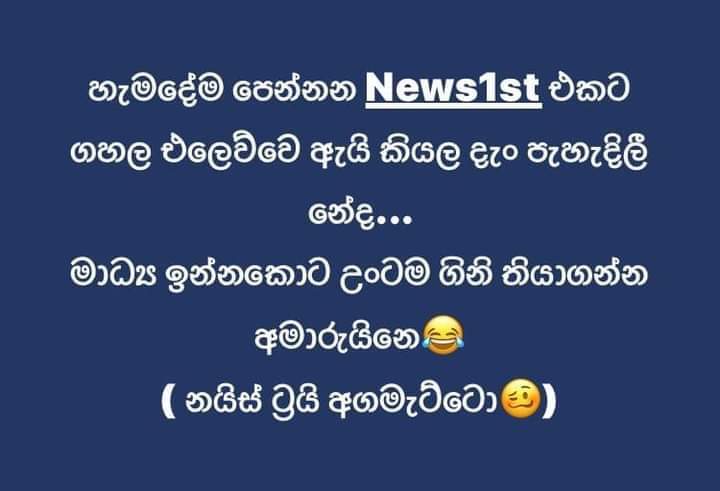 හැමදේම පෙන්නන News1st එකට
ගහල එලෙව්වෙ ඇයි කියල දැං පැහැදිලී
නේද...
මාධ්‍ය ඉන්නකොට උංටම ගිනි තියාගන්න
අමාරුයිනෙ😂
( නයිස් ට්‍රයි අගමැට්ටො🥴)